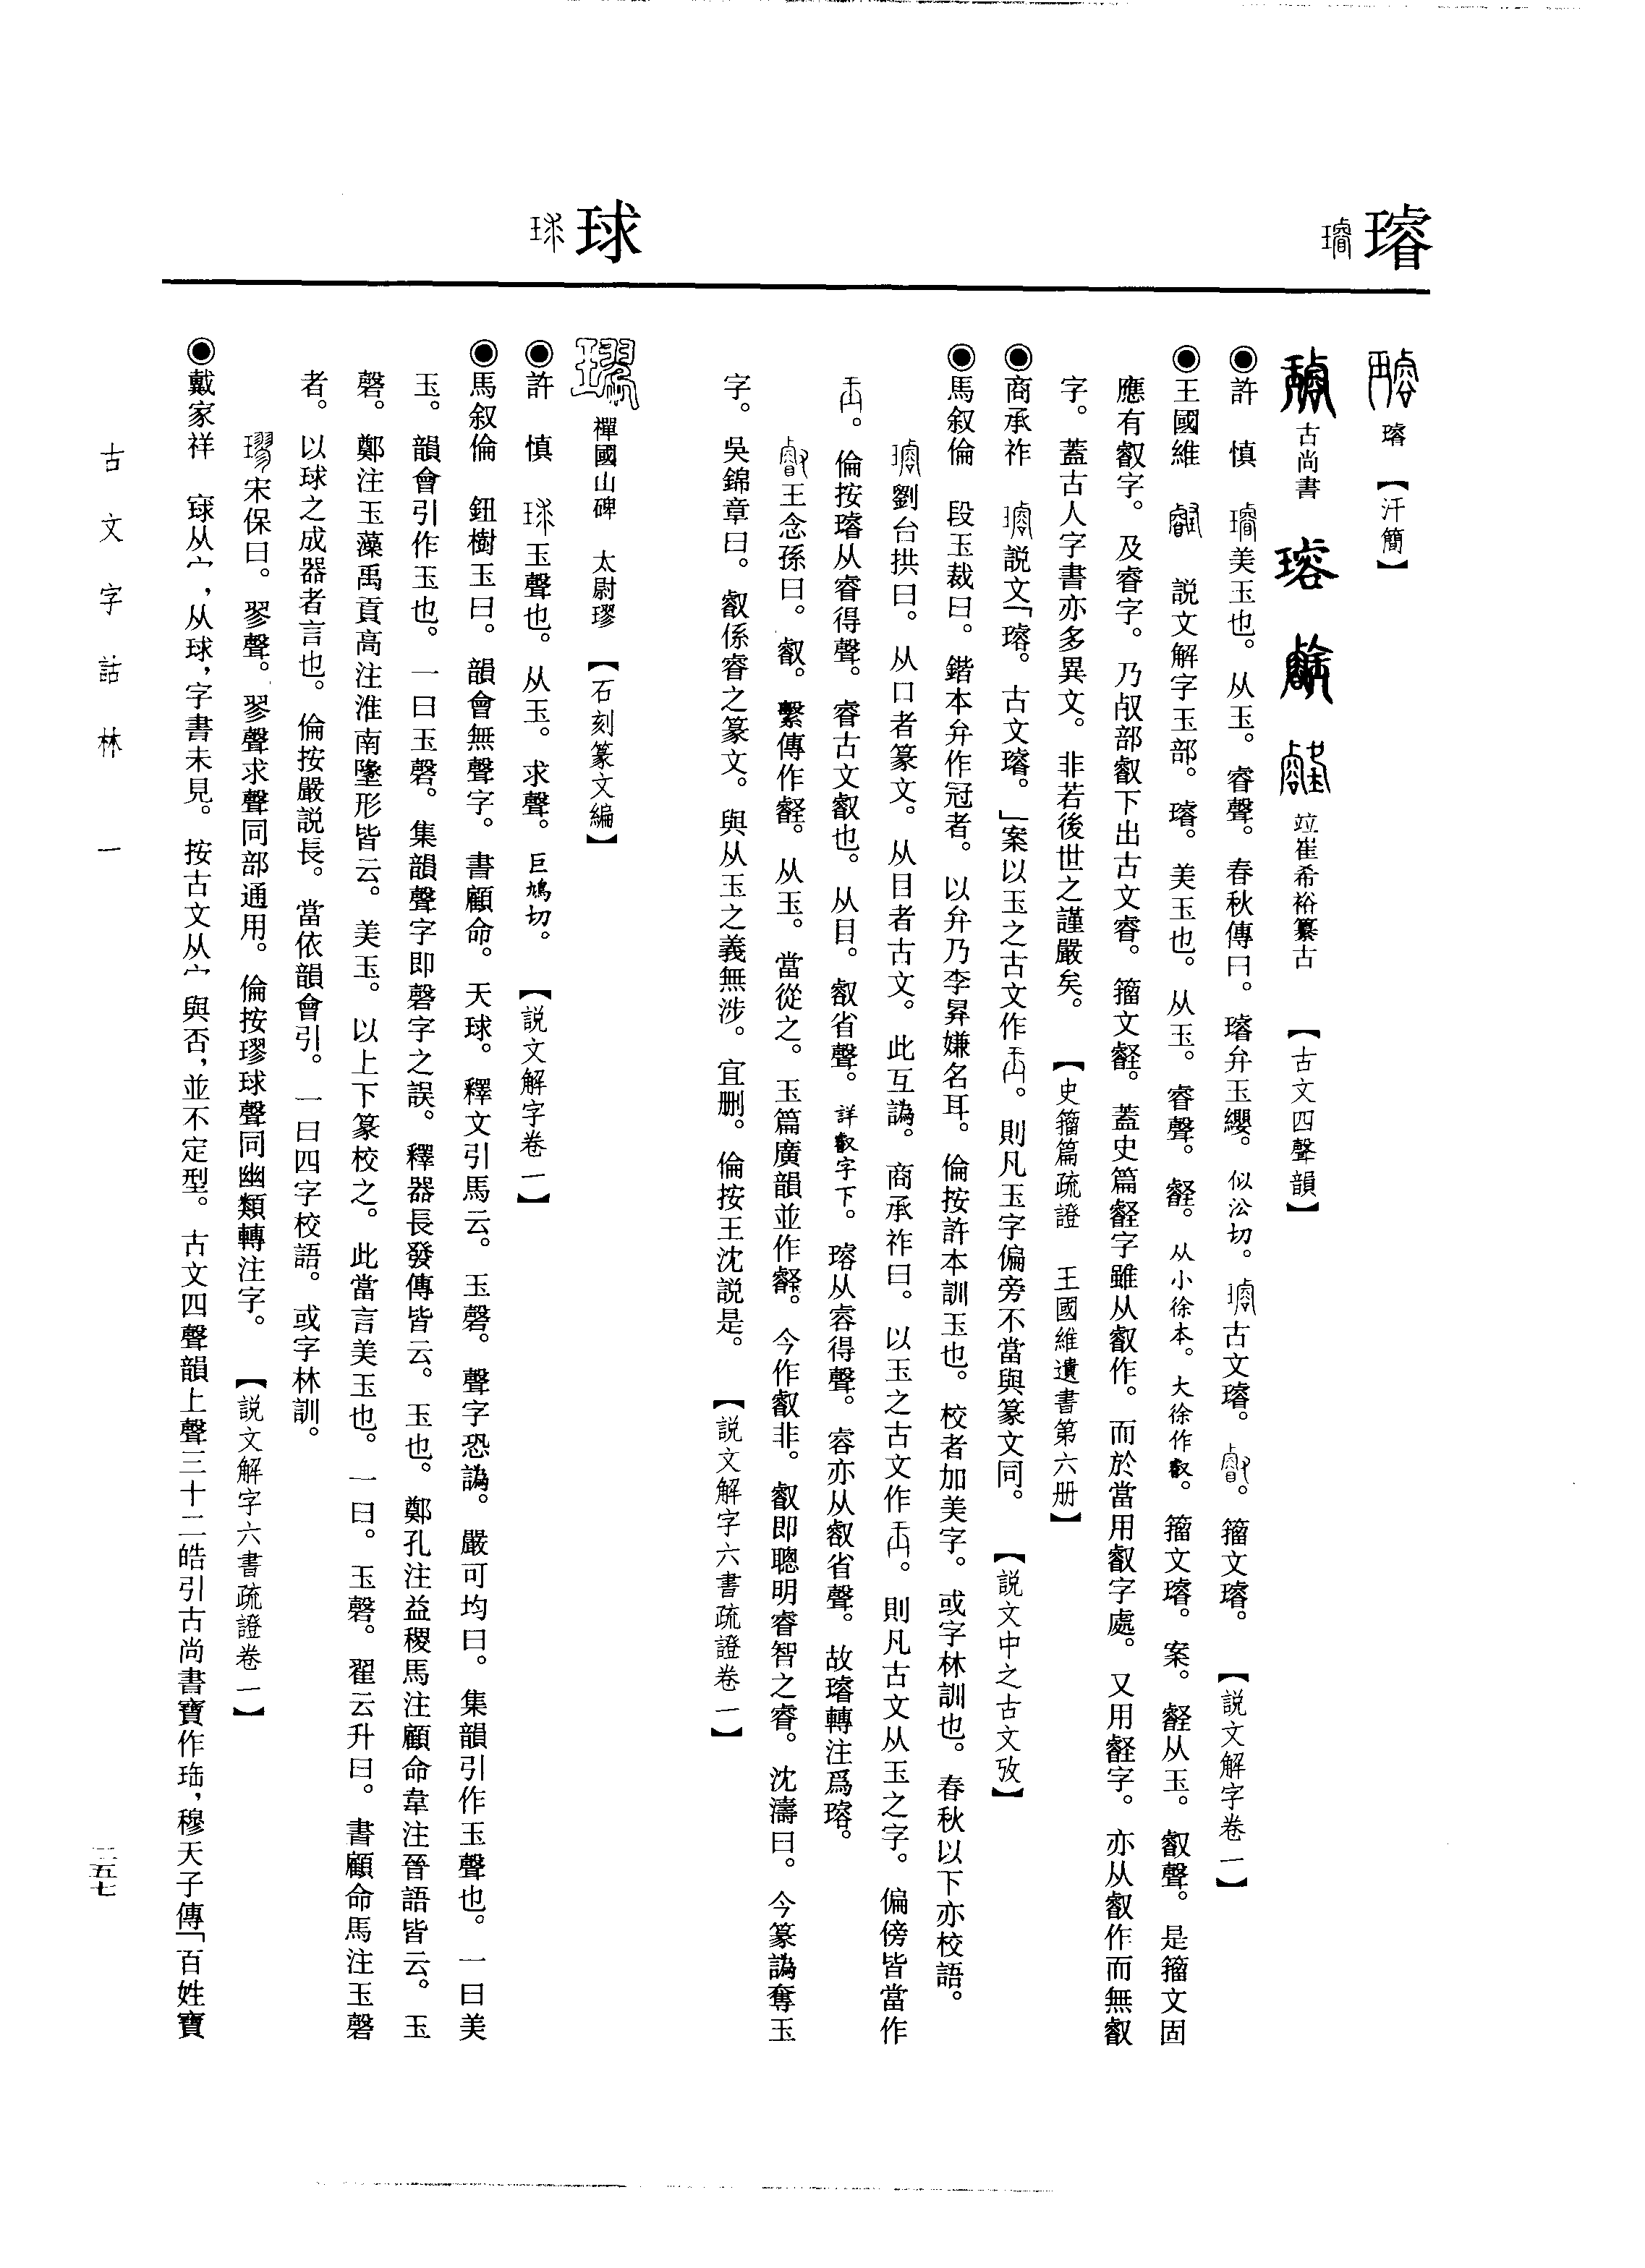 璿
球
璿 【汗簡】
古尚書 竝崔希裕纂古 【古文四聲韻】
◉許 慎 美玉也。从玉。睿聲。春秋傳曰。璿弁玉纓。似沿切。 古文璿。 。籀文璿。 【說文解字卷一】
◉王國維 說文解字玉部。璿。美玉也。从玉。睿聲。 。从小徐本。大徐作叡。籀文璿。案。 从玉。叡聲。是籀文固
應有叡字。及睿字。乃𣦼部叡下出古文睿。籀文 。蓋史篇 字雖从叡作。而於當用叡字處。又用 字。亦从叡作而無叡
字。蓋古人字書亦多異文。非若後世之謹嚴矣。 【史籀篇疏證 王國維遺書第六册】
◉商承祚 說文「璿。古文璿。」案以玉之古文作 。則凡玉字偏旁不當與篆文同。 【說文中之古文攷】
◉馬叙倫 段玉裁曰。鍇本弁作冠者。以弁乃李昪嫌名耳。倫按許本訓玉也。校者加美字。或字林訓也。春秋以下亦校語。
劉台拱曰。从口者篆文。从目者古文。此互譌。商承祚曰。以玉之古文作 。則凡古文从玉之字。偏傍皆當作
。倫按璿从睿得聲。睿古文叡也。从目。叡省聲。詳叡字下。璿从容得聲。容亦从叡省聲。故璿轉注爲瑢。
王念孫曰。叡。繫傳作 。从玉。當從之。玉篇廣韻並作 。今作叡非。叡即聰明睿智之睿。沈濤曰。今篆譌奪玉
字。吳錦章曰。叡係睿之篆文。與从玉之義無涉。宜删。倫按王沈說是。 【說文解字六書疏證卷一】
禪國山碑 太尉璆 【石刻篆文編】
◉許 慎 玉聲也。从玉。求聲。巨鳩切。 【說文解字卷一】
◉馬叙倫 鈕樹玉曰。韻會無聲字。書顧命。天球。釋文引馬云。玉磬。聲字恐譌。嚴可均曰。集韻引作玉聲也。一曰美
玉。韻會引作玉也。一曰玉磬。集韻聲字即磬字之誤。釋器長發傳皆云。玉也。鄭孔注益稷馬注顧命韋注晉語皆云。玉
磬。鄭注玉藻禹貢高注淮南墬形皆云。美玉。以上下篆校之。此當言美玉也。一曰。玉磬。翟云升曰。書顧命馬注玉磬
者。以球之成器者言也。倫按嚴說長。當依韻會引。一曰四字校語。或字林訓。
璆宋保曰。翏聲。翏聲求聲同部通用。倫按璆球聲同幽類轉注字。 【說文解字六書疏證卷一】
◉戴家祥 从宀,从球,字書未見。按古文从宀與否,並不定型。古文四聲韻上聲三十二皓引古尚書寶作珤,穆天子傳「百姓寶
古文字詁林 一
二五七